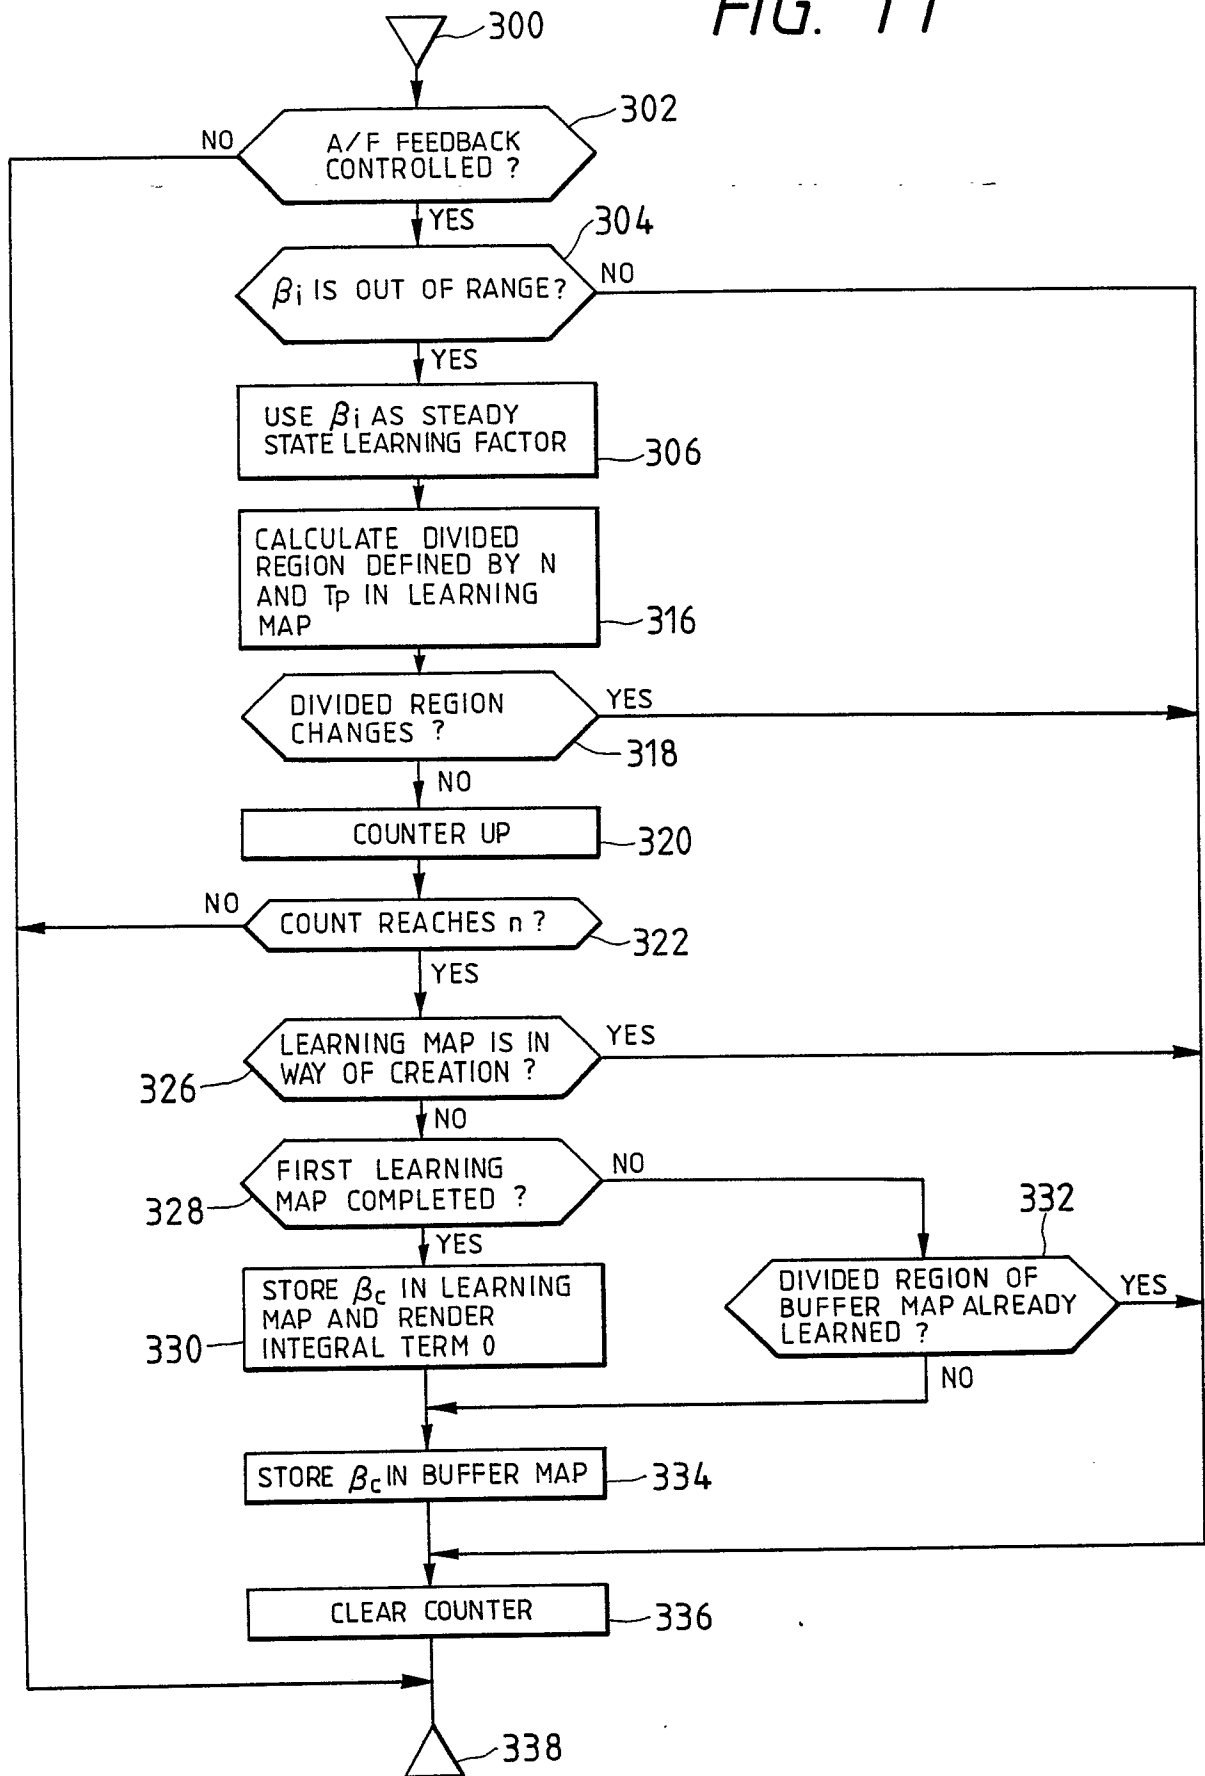 FIG. 11
300
302
NO
A/F FEEDBACK
CONTROLLED ?
YES
304
βi IS OUT OF RANGE?
NO
YES
USE βi AS STEADY
STATE LEARNING FACTOR
306
CALCULATE DIVIDED
REGION DEFINED BY N
AND Tp IN LEARNING
MAP
316
DIVIDED REGION
CHANGES ?
YES
318
NO
COUNTER UP
320
NO
COUNT REACHES n ?
322
YES
LEARNING MAP IS IN
WAY OF CREATION ?
YES
326
NO
FIRST LEARNING
MAP COMPLETED ?
NO
328
YES
332
STORE βc IN LEARNING
MAP AND RENDER
INTEGRAL TERM 0
330
DIVIDED REGION OF
BUFFER MAP ALREADY
LEARNED ?
YES
NO
STORE βc IN BUFFER MAP
334
CLEAR COUNTER
336
338